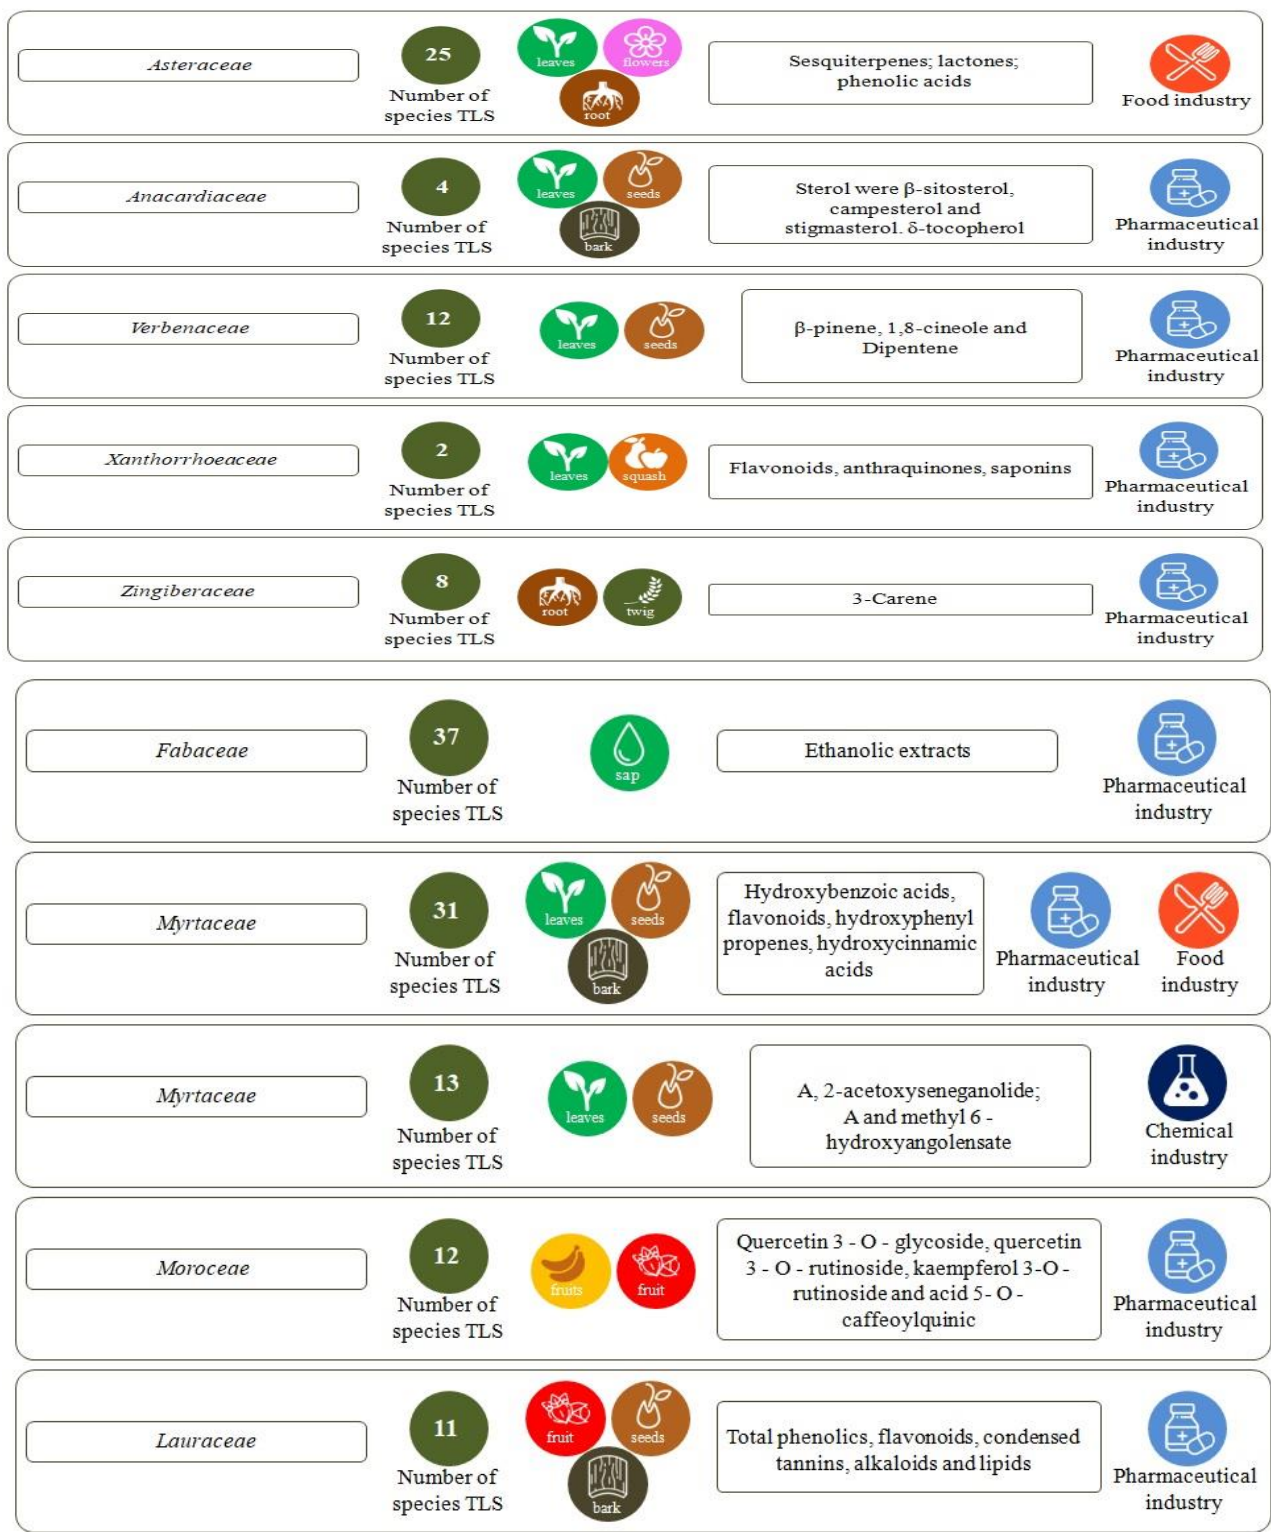 Asteraceae
25
Number of
species TLS
leaves
flowers
root
Sesquiterpenes; lactones;
phenolic acids
Food industry
Anacardiaceae
4
Number of
species TLS
leaves
seeds
bark
Sterol were β-sitosterol,
campesterol and
stigmasterol. δ-tocopherol
Pharmaceutical
industry
Verbenaceae
12
Number of
species TLS
leaves
seeds
β-pinene, 1,8-cineole and
Dipentene
Pharmaceutical
industry
Xanthorrhoeaceae
2
Number of
species TLS
leaves
squash
Flavonoids, anthraquinones, saponins
Pharmaceutical
industry
Zingiberaceae
8
Number of
species TLS
root
twig
3-Carene
Pharmaceutical
industry
Fabaceae
37
Number of
species TLS
sap
Ethanolic extracts
Pharmaceutical
industry
Myrtaceae
31
Number of
species TLS
leaves
seeds
bark
Hydroxybenzoic acids,
flavonoids, hydroxyphenyl
propenes, hydroxycinnamic
acids
Pharmaceutical
industry
Food
industry
Myrtaceae
13
Number of
species TLS
leaves
seeds
A, 2-acetoxyseneganolide;
A and methyl 6 -
hydroxyangolensate
Chemical
industry
Moroceae
12
Number of
species TLS
fruits
fruit
Quercetin 3 - O - glycoside, quercetin
3 - O - rutinoside, kaempferol 3-O -
rutinoside and acid 5- O -
caffeoylquinic
Pharmaceutical
industry
Lauraceae
11
Number of
species TLS
fruit
seeds
bark
Total phenolics, flavonoids, condensed
tannins, alkaloids and lipids
Pharmaceutical
industry